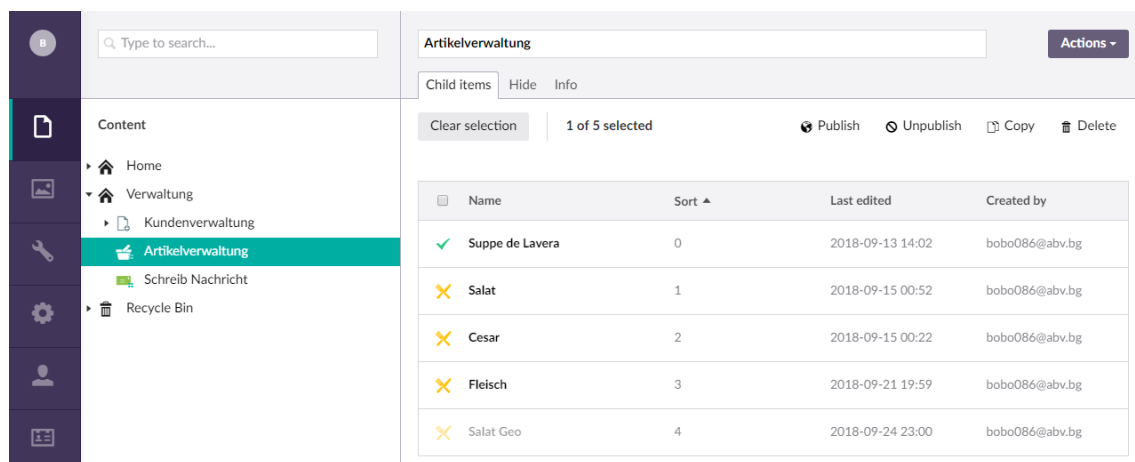 B
Type to search...
Artikelverwaltung
Actions
Child items Hide Info
Content
Clear selection 1 of 5 selected Publish Unpublish Copy Delete
Home
Verwaltung
Kundenverwaltung
Artikelverwaltung
Schreib Nachricht
Recycle Bin
Name Sort Last edited Created by
Suppe de Lavera 0 2018-09-13 14:02 bobo086@abv.bg
Salat 1 2018-09-15 00:52 bobo086@abv.bg
Cesar 2 2018-09-15 00:22 bobo086@abv.bg
Fleisch 3 2018-09-21 19:59 bobo086@abv.bg
Salat Geo 4 2018-09-24 23:00 bobo086@abv.bg